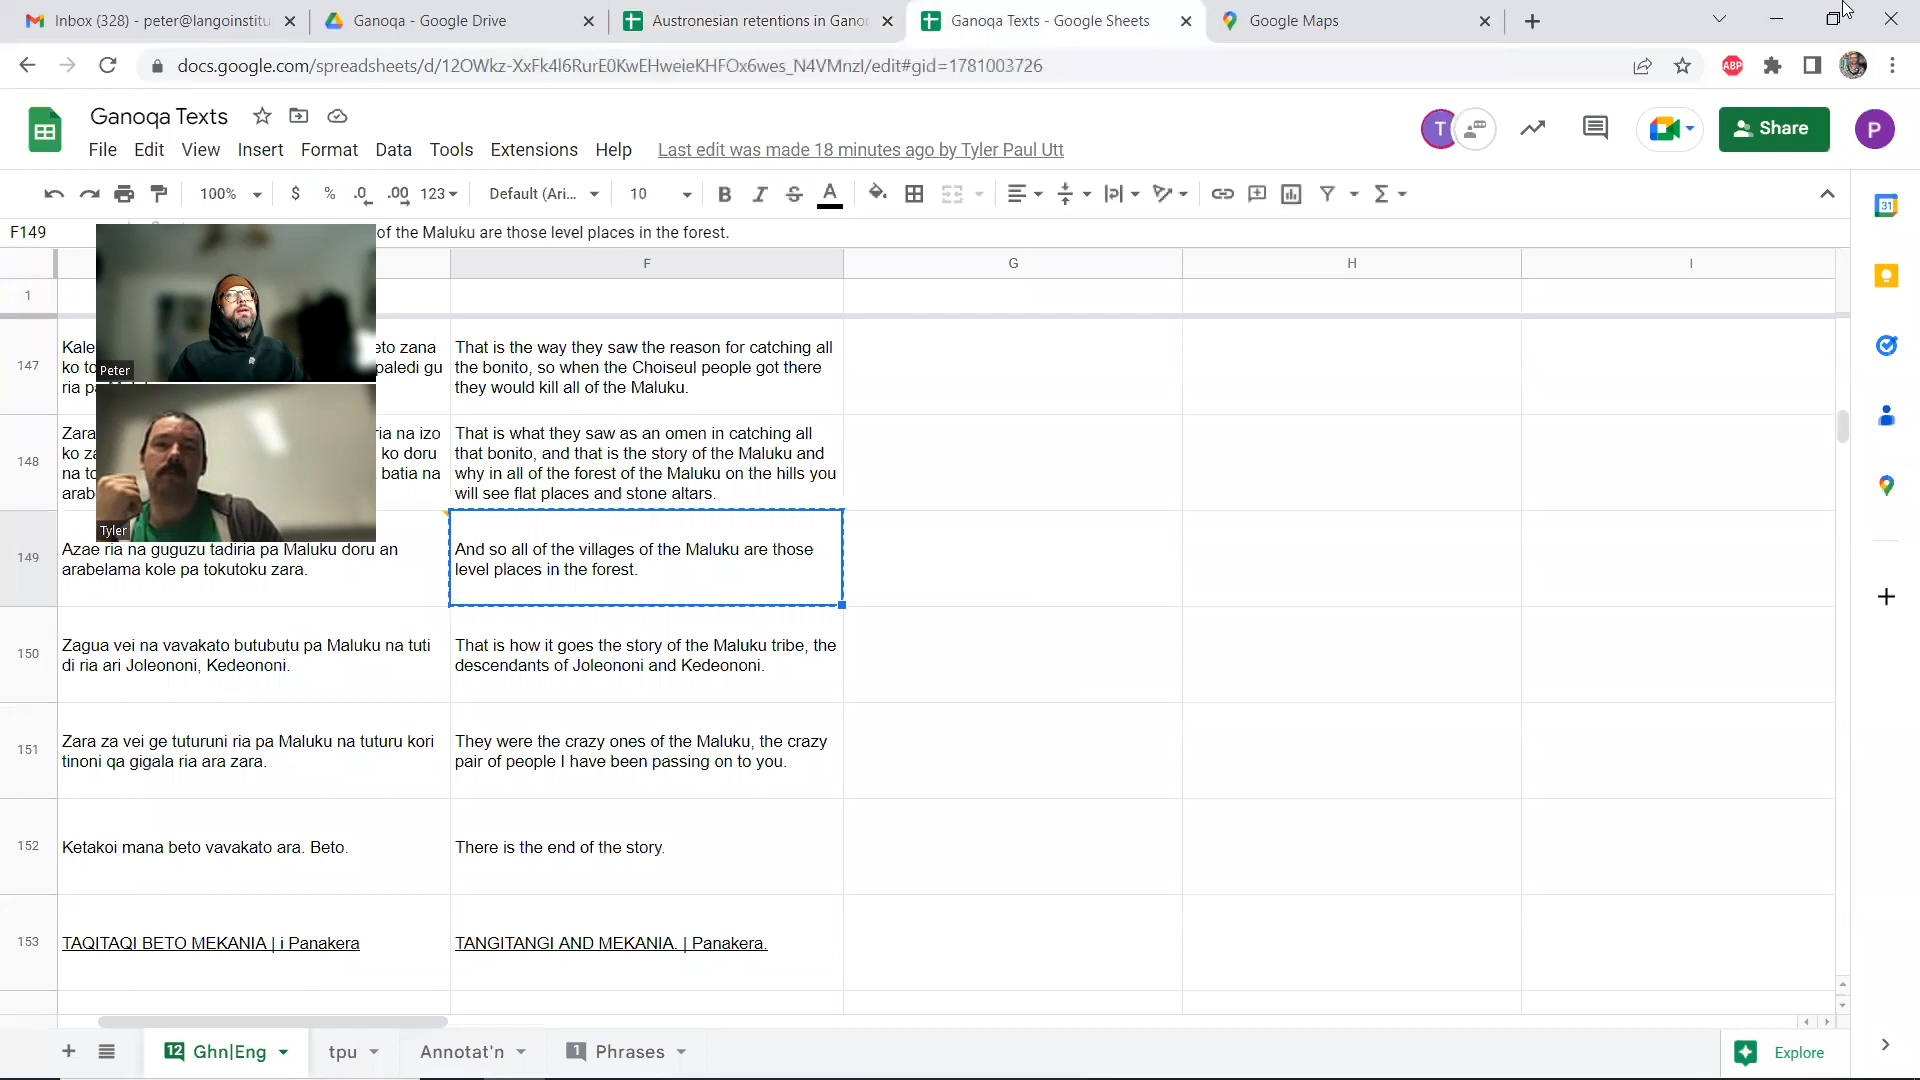 Inbox (328) - peter@langoinstitu
Ganoqa - Google Drive
Austronesian retentions in Gano
Ganoqa Texts - Google Sheets
Google Maps
docs.google.com/spreadsheets/d/12OWkz-XxFk4l6RurE0KwEHweieKHFOx6wes_N4VMnzI/edit#gid=1781003726
ABP
Ganoqa Texts
T
Share
P
File Edit View Insert Format Data Tools Extensions Help Last edit was made 18 minutes ago by Tyler Paul Utt
100% $ % .0 .00 123 Default (Ari... 10 B I S A
31
F149
of the Maluku are those level places in the forest.
F G H I
1
147
Kale
eto zana
ko to
paledi gu
ria pa
That is the way they saw the reason for catching all
the bonito, so when the Choiseul people got there
they would kill all of the Maluku.
Peter
148
Zara
ria na izo
ko za
ko doru
na to
batia na
arab
That is what they saw as an omen in catching all
that bonito, and that is the story of the Maluku and
why in all of the forest of the Maluku on the hills you
will see flat places and stone altars.
Tyler
149
Azae ria na guguzu tadiria pa Maluku doru an
arabelama kole pa tokutoku zara.
And so all of the villages of the Maluku are those
level places in the forest.
150
Zagua vei na vavakato butubutu pa Maluku na tuti
di ria ari Joleononi, Kedeononi.
That is how it goes the story of the Maluku tribe, the
descendants of Joleononi and Kedeononi.
151
Zara za vei ge tuturuni ria pa Maluku na tuturu kori
tinoni qa gigala ria ara zara.
They were the crazy ones of the Maluku, the crazy
pair of people I have been passing on to you.
152
Ketakoi mana beto vavakato ara. Beto.
There is the end of the story.
153
TAQITAQI BETO MEKANIA | i Panakera
TANGITANGI AND MEKANIA. | Panakera.
12 Ghn|Eng
tpu
Annotat'n
1 Phrases
Explore